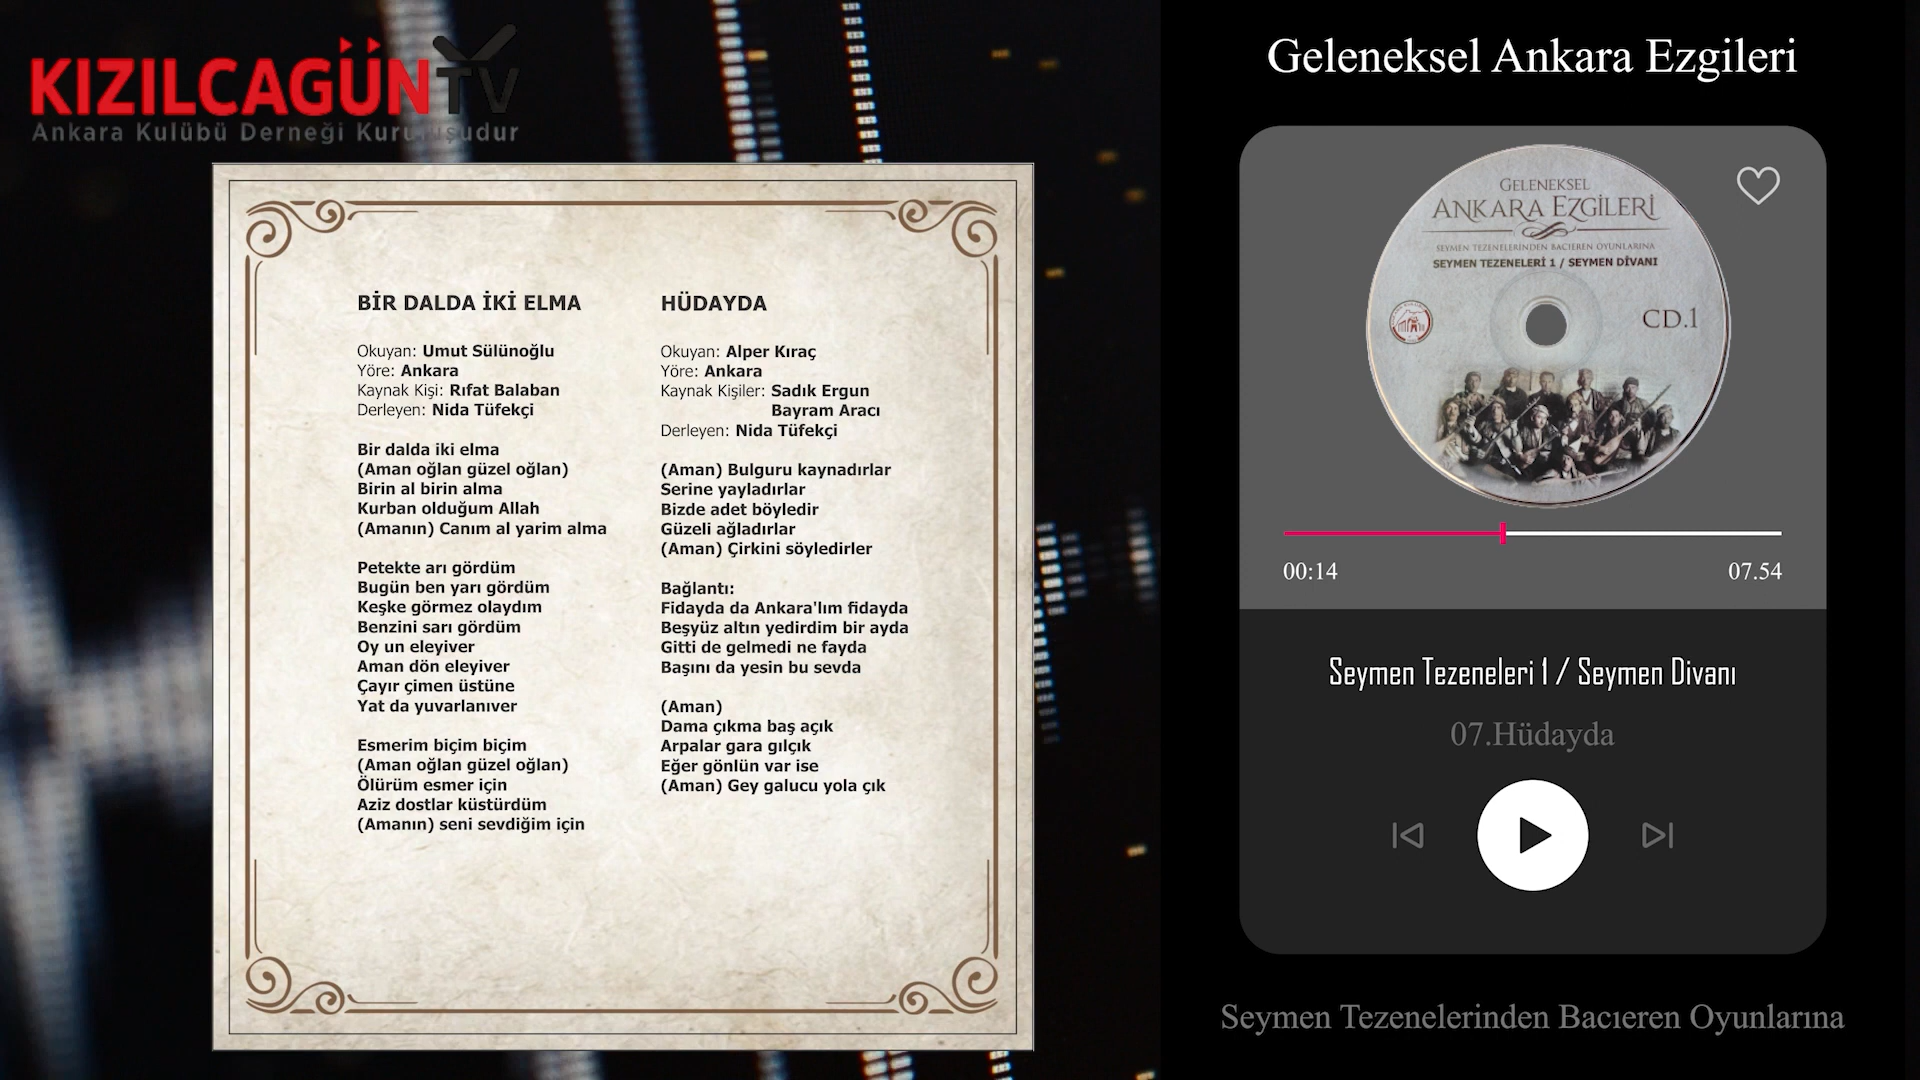 KIZILCAGÜN TV
Ankara Kulübü Derneği Kuruluşudur
BİR DALDA İKİ ELMA
Okuyan: Umut Sülünoğlu
Yöre: Ankara
Kaynak Kişi: Rıfat Balaban
Derleyen: Nida Tüfekçi
Bir dalda iki elma
(Aman oğlan güzel oğlan)
Birin al birin alma
Kurban olduğum Allah
(Amanın) Canım al yarim alma
Petekte arı gördüm
Bugün ben yarı gördüm
Keşke görmez olaydım
Benzini sarı gördüm
Oy un eleyiver
Aman dön eleyiver
Çayır çimen üstüne
Yat da yuvarlanıver
Esmerim biçim biçim
(Aman oğlan güzel oğlan)
Ölürüm esmer için
Aziz dostlar küstürdüm
(Amanın) seni sevdiğim için
HÜDAYDA
Okuyan: Alper Kıraç
Yöre: Ankara
Kaynak Kişiler: Sadık Ergun
Bayram Aracı
Derleyen: Nida Tüfekçi
(Aman) Bulguru kaynadırlar
Serine yayladırlar
Bizde adet böyledir
Güzeli ağladırlar
(Aman) Çirkini söyledirler
Bağlantı:
Fidayda da Ankara'lım fidayda
Beşyüz altın yedirdim bir ayda
Gitti de gelmedi ne fayda
Başını da yesin bu sevda
(Aman)
Dama çıkma baş açık
Arpalar gara gılçık
Eğer gönlün var ise
(Aman) Gey galucu yola çık
Geleneksel Ankara Ezgileri
GELENEKSEL
ANKARA EZGİLERİ
SEYMEN TEZENELERİNDEN BACIEREN OYUNLARINA
SEYMEN TEZENELERİ 1 / SEYMEN DİVANI
CD.1
00:14
07.54
Seymen Tezeneleri 1 / Seymen Divanı
07.Hüdayda
Seymen Tezenelerinden Bacıeren Oyunlarına